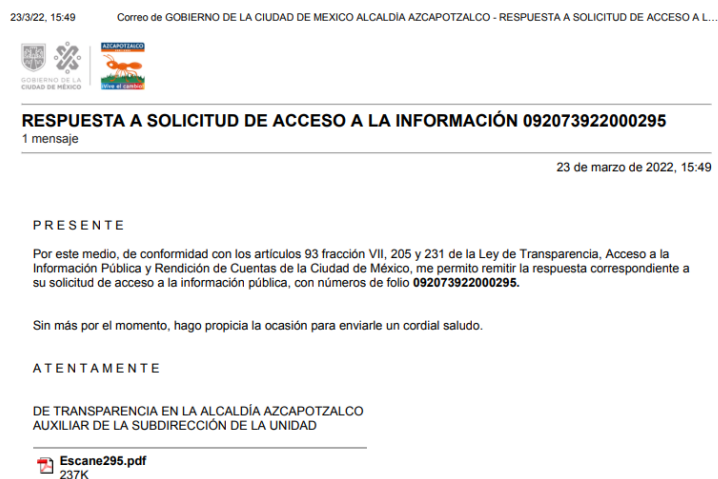 23/3/22, 15:49 Correo de GOBIERNO DE LA CIUDAD DE MEXICO ALCALDÍA AZCAPOTZALCO - RESPUESTA A SOLICITUD DE ACCESO A L...
AZCAPOTZALCO
GOBIERNO DE LA
CIUDAD DE MÉXICO
¡Vive el cambio!
RESPUESTA A SOLICITUD DE ACCESO A LA INFORMACIÓN 092073922000295
1 mensaje
23 de marzo de 2022, 15:49
P R E S E N T E
Por este medio, de conformidad con los artículos 93 fracción VII, 205 y 231 de la Ley de Transparencia, Acceso a la
Información Pública y Rendición de Cuentas de la Ciudad de México, me permito remitir la respuesta correspondiente a
su solicitud de acceso a la información pública, con números de folio 092073922000295.
Sin más por el momento, hago propicia la ocasión para enviarle un cordial saludo.
A T E N T A M E N T E
DE TRANSPARENCIA EN LA ALCALDÍA AZCAPOTZALCO
AUXILIAR DE LA SUBDIRECCIÓN DE LA UNIDAD
Escane295.pdf
237K